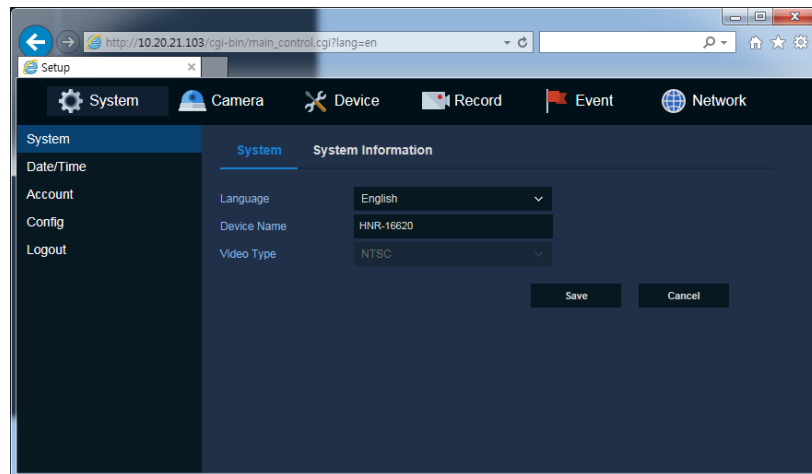 http://10.20.21.103/cgi-bin/main_control.cgi?lang=en
Setup
System Camera Device Record Event Network
System
Date/Time
Account
Config
Logout
System System Information
Language English
Device Name HNR-16620
Video Type NTSC
Save Cancel